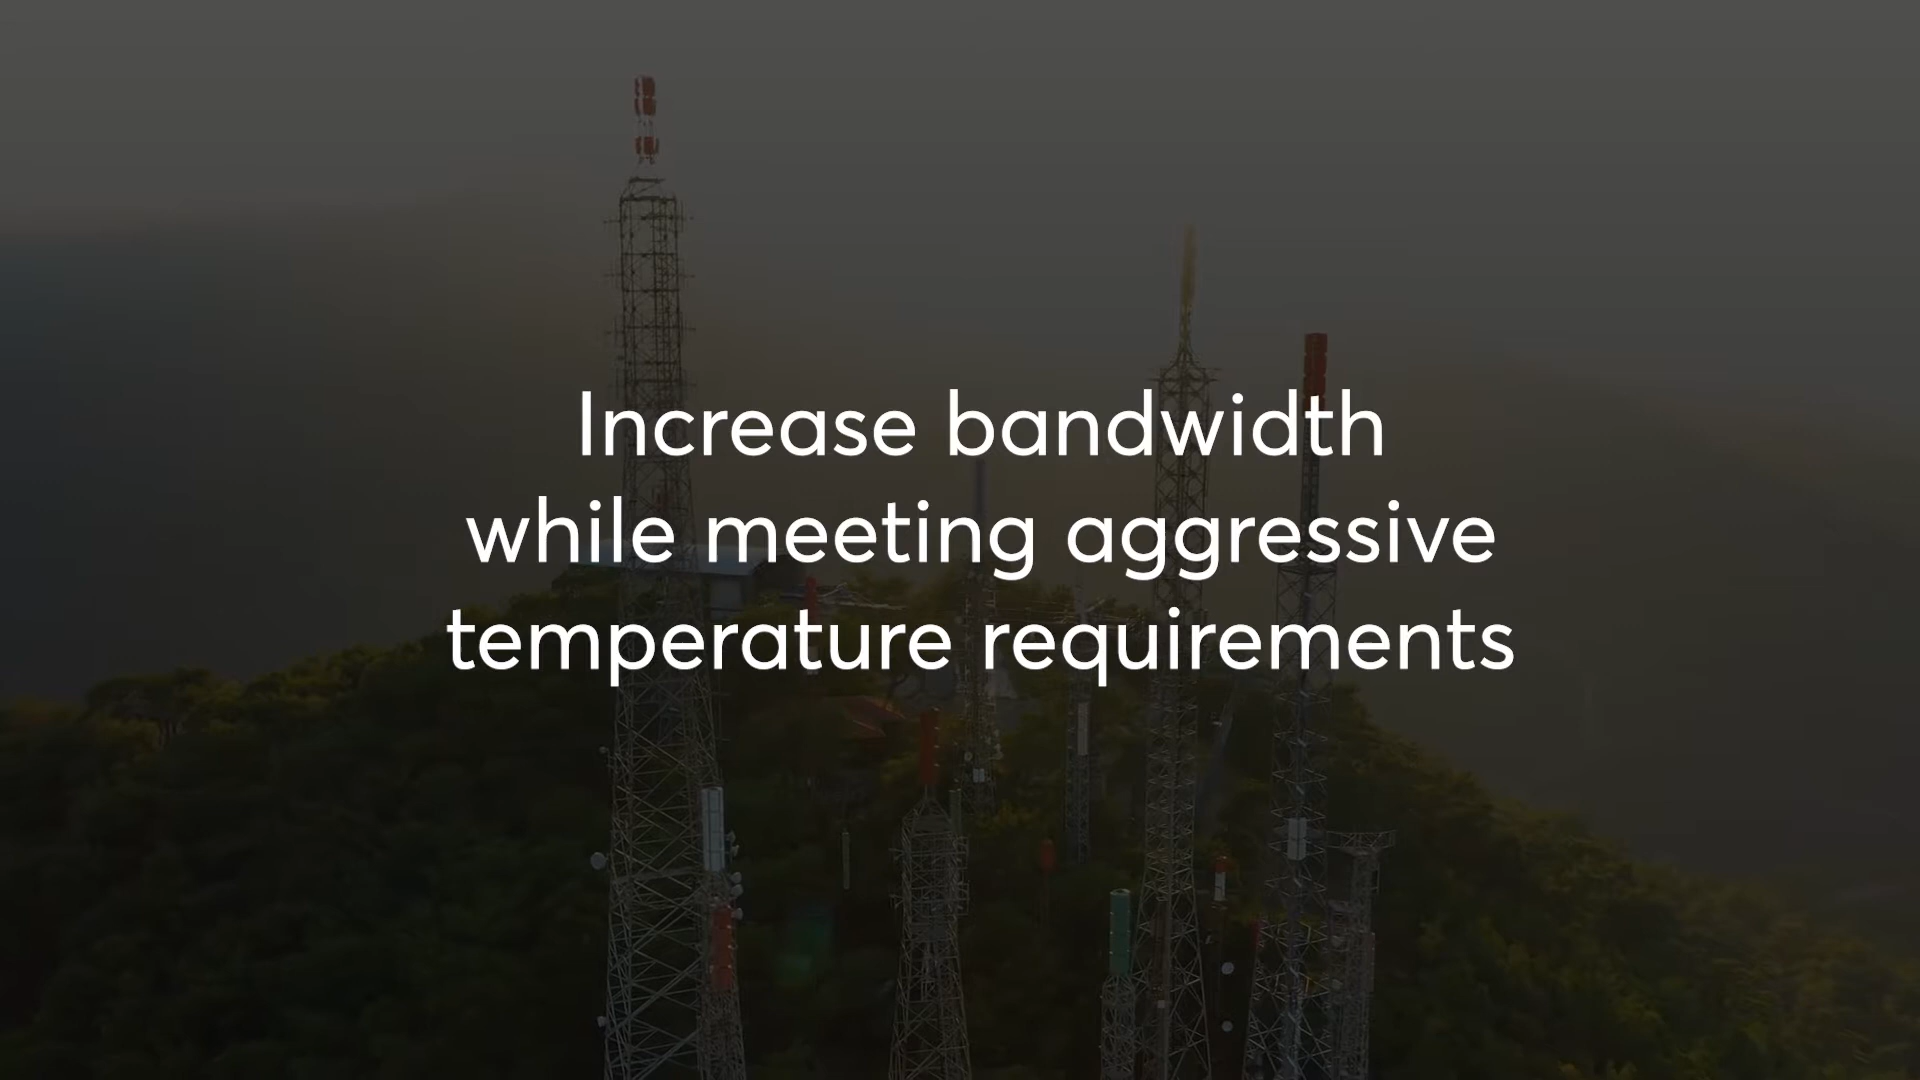 Increase bandwidth
while meeting aggressive
temperature requirements